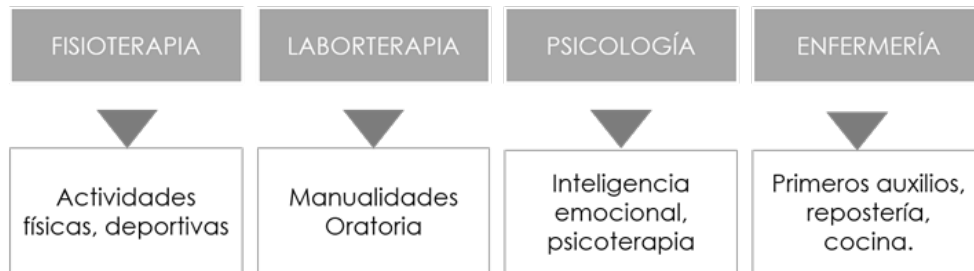 FISIOTERAPIA
LABORTERAPIA
PSICOLOGÍA
ENFERMERÍA
Actividades
físicas, deportivas
Manualidades
Oratoria
Inteligencia
emocional,
psicoterapia
Primeros auxilios,
repostería,
cocina.